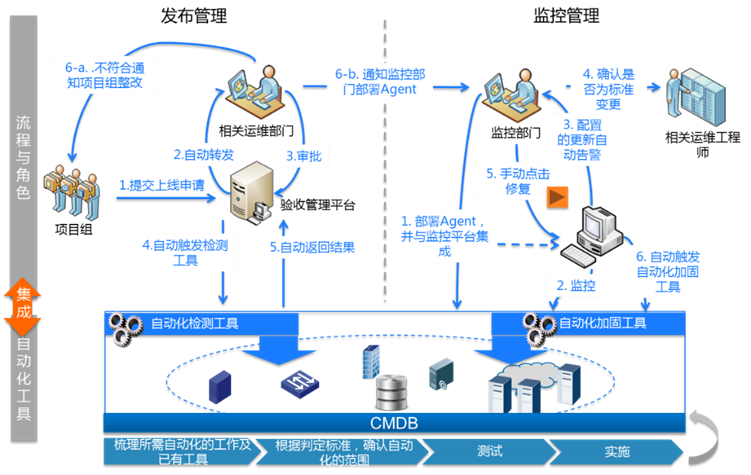 发布管理
监控管理
6-a. .不符合通
知项目组整改
6-b. 通知监控部
门部署Agent
4. 确认是
否为标准
变更
相关运维部门
监控部门
相关运维工程
师
流程与角色
2.自动转发
3.审批
3. 配置
的更新自
动告警
5. 手动点击
修复
1.提交上线申请
项目组
验收管理平台
1. 部署Agent，
并与监控平台集
成
4.自动触发检测
工具
5.自动返回结果
6. 自动触发
自动化加固
工具
2. 监控
集成
自动化工具
自动化检测工具
自动化加固工具
CMDB
梳理所需自动化的工作及
已有工具
根据判定标准，确认自动
化的范围
测试
实施